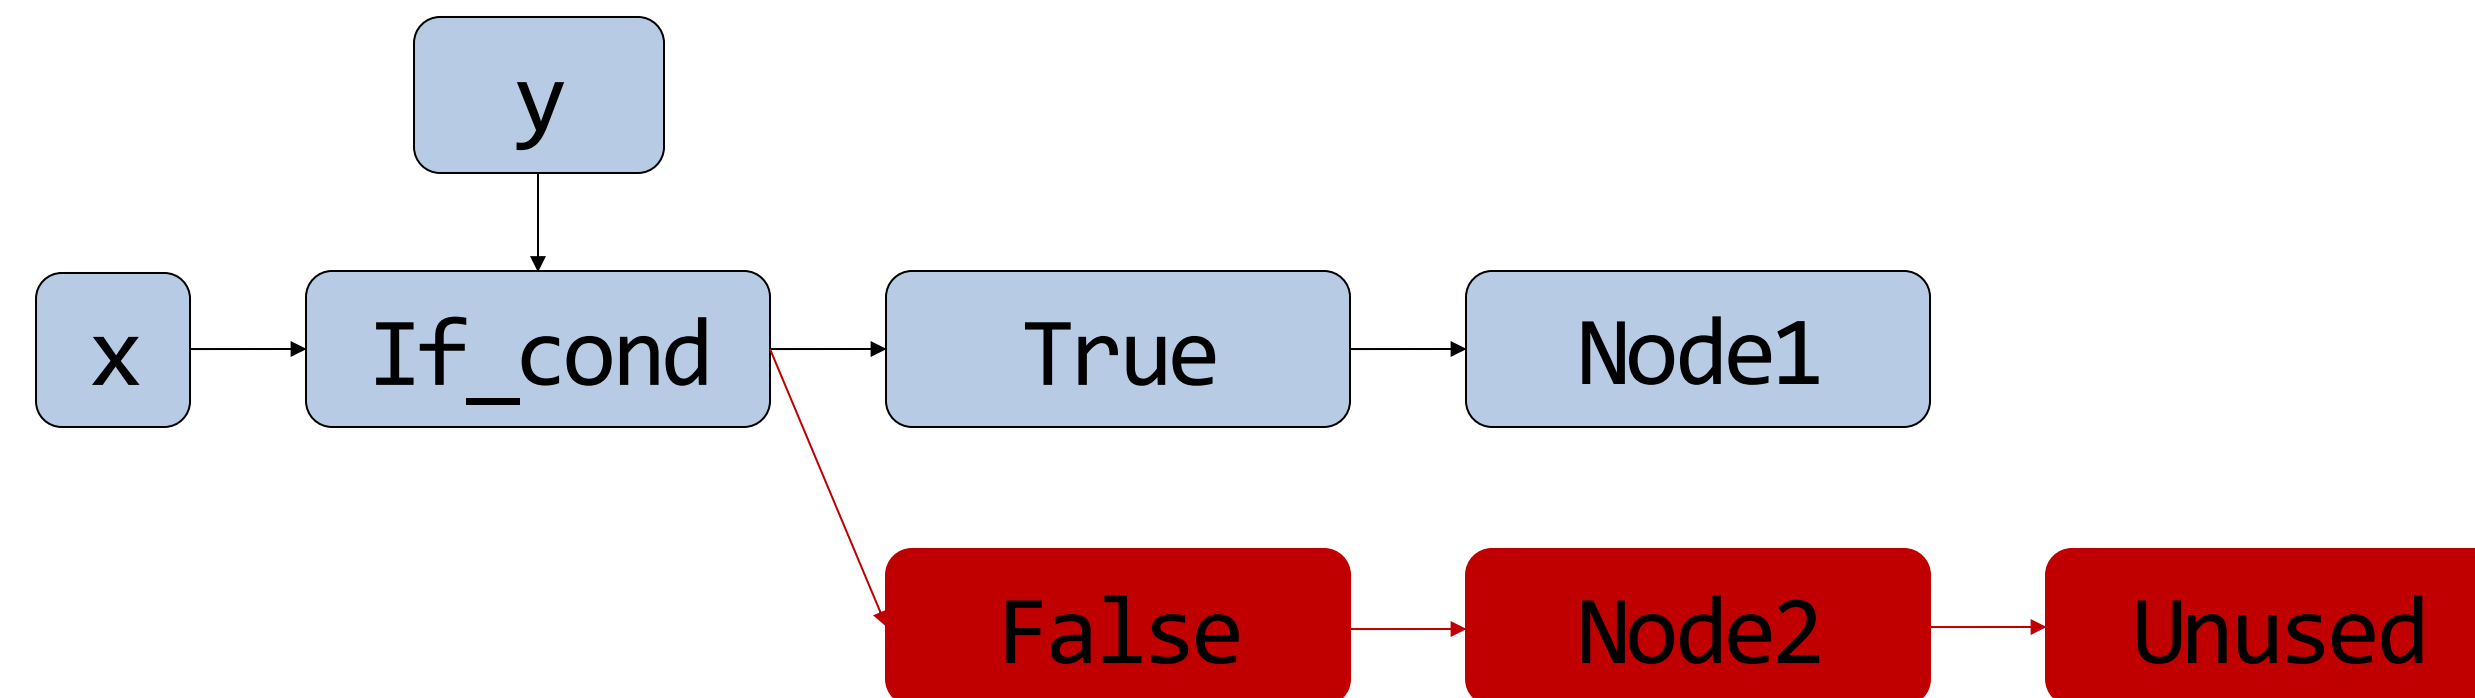 y
x
If_cond
True
Node1
False
Node2
Unused